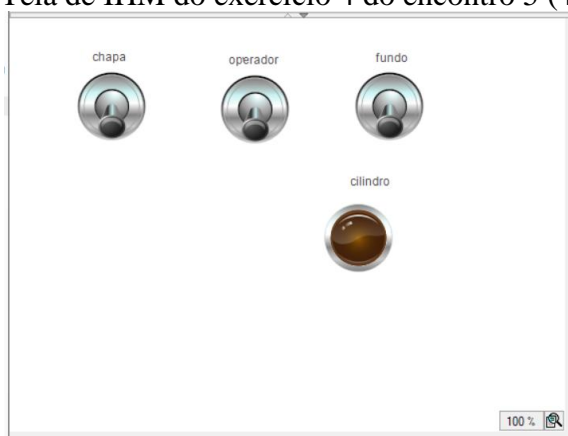 Tela de IHM do exercício 4 do encontro 3 (
chapa
operador
fundo
cilindro
100 %